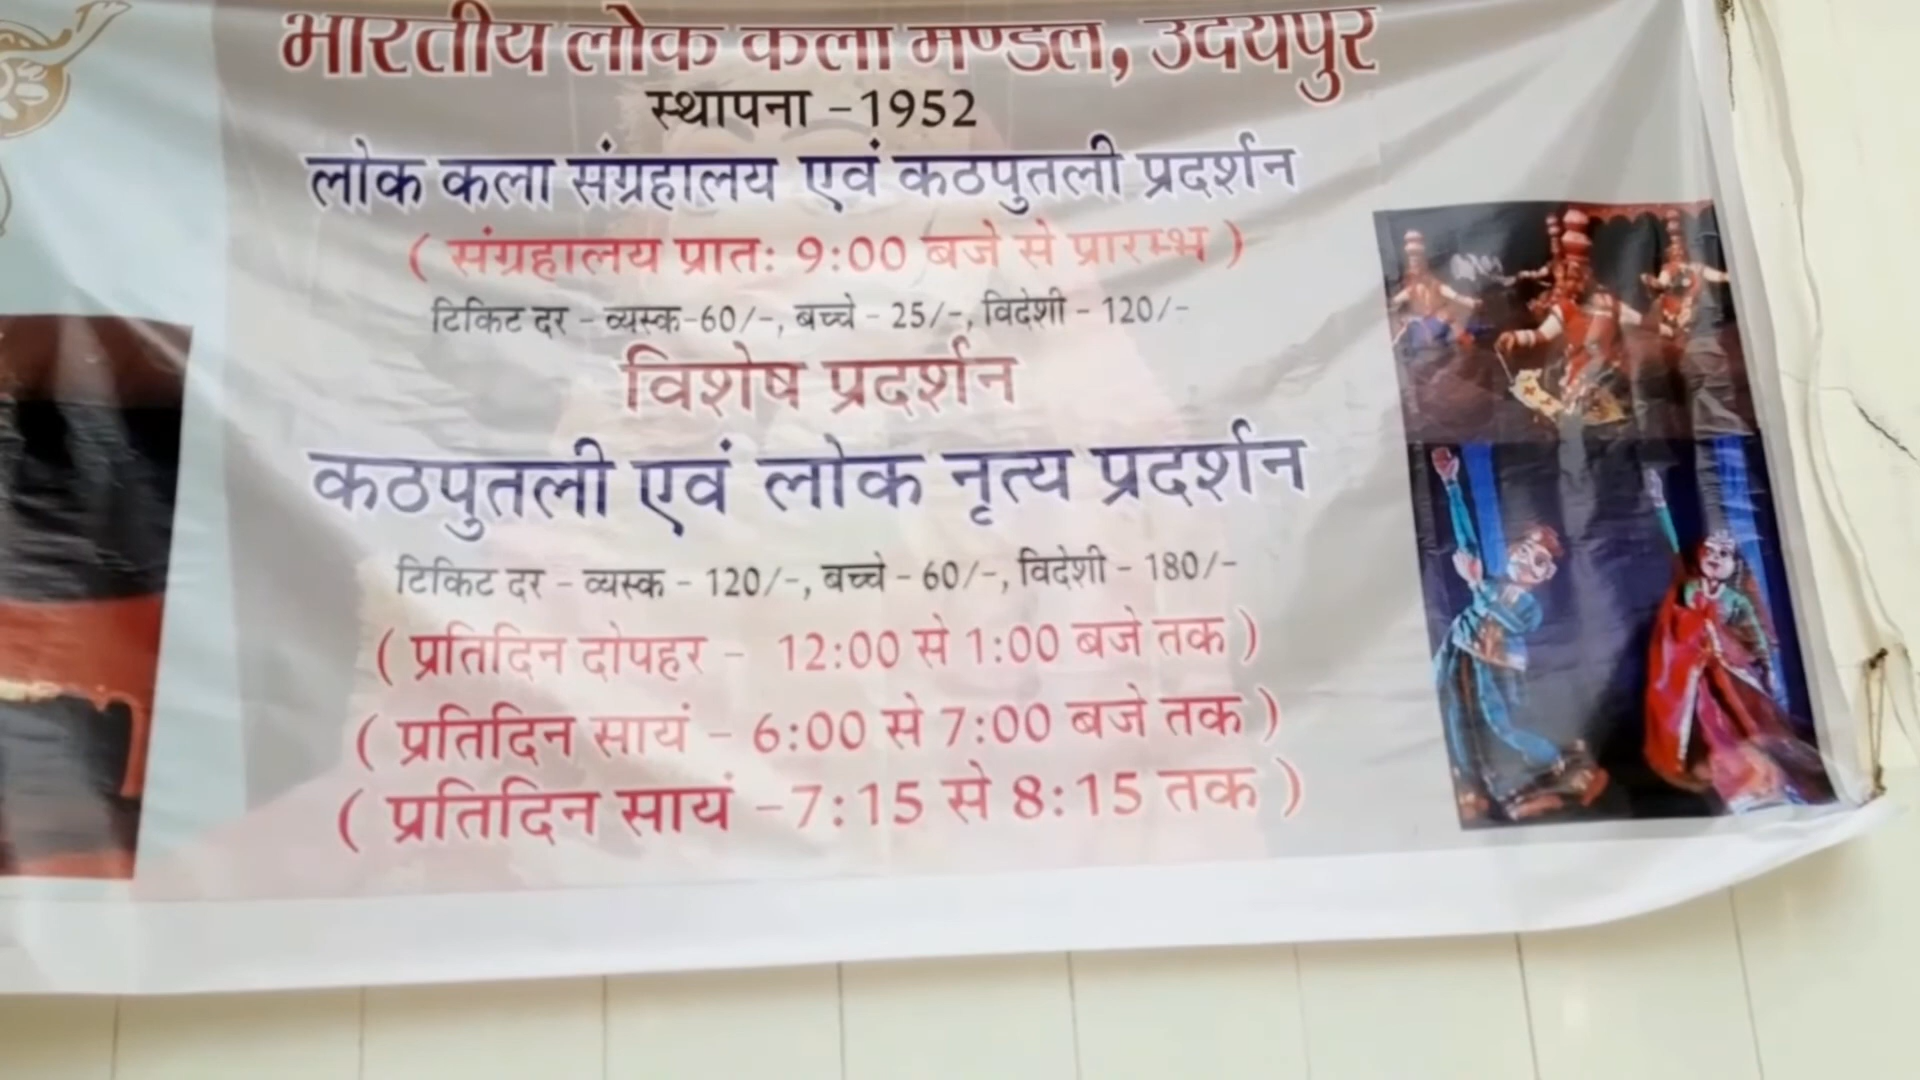 भारतीय लोक कला मण्डल, उदयपुर
स्थापना -1952
लोक कला संग्रहालय एवं कठपुतली प्रदर्शन
( संग्रहालय प्रातः 9:00 बजे से प्रारम्भ )
टिकिट दर - व्यस्क-60/-, बच्चे - 25/-, विदेशी - 120/-
विशेष प्रदर्शन
कठपुतली एवं लोक नृत्य प्रदर्शन
टिकिट दर - व्यस्क - 120/-, बच्चे - 60/-, विदेशी - 180/-
( प्रतिदिन दोपहर - 12:00 से 1:00 बजे तक )
( प्रतिदिन सायं - 6:00 से 7:00 बजे तक )
( प्रतिदिन सायं -7:15 से 8:15 तक )